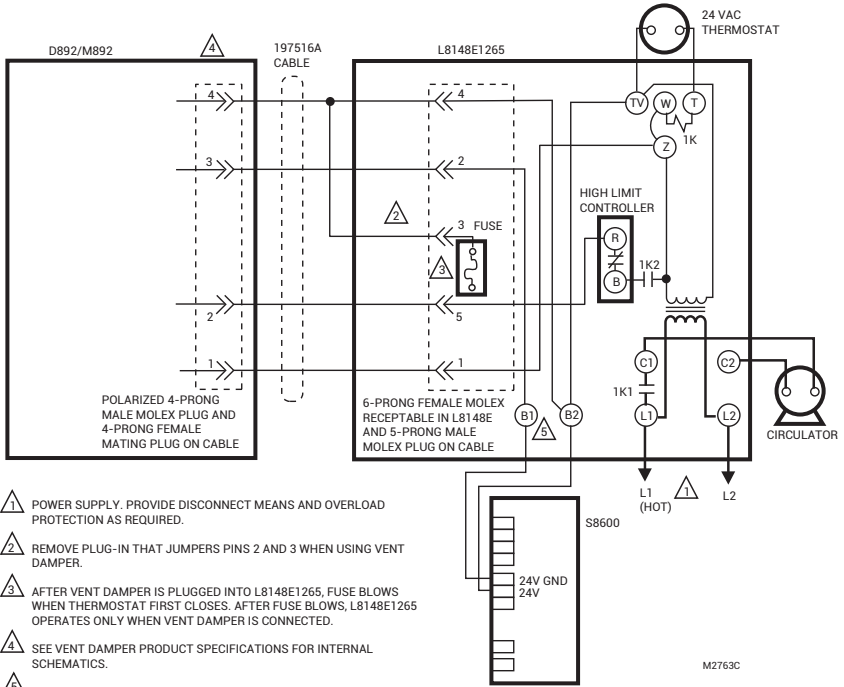 D892/M892
4
197516A
CABLE
L8148E1265
24 VAC
THERMOSTAT
4
3
2
1
4
2
3 FUSE
5
1
2
3
TV
W
T
1K
Z
HIGH LIMIT
CONTROLLER
R
B
1K2
C1
C2
1K1
L1
L2
CIRCULATOR
POLARIZED 4-PRONG
MALE MOLEX PLUG AND
4-PRONG FEMALE
MATING PLUG ON CABLE
6-PRONG FEMALE MOLEX
RECEPTABLE IN L8148E
AND 5-PRONG MALE
MOLEX PLUG ON CABLE
B1
5
B2
L1
(HOT)
1
L2
S8600
24V GND
24V
1 POWER SUPPLY. PROVIDE DISCONNECT MEANS AND OVERLOAD
PROTECTION AS REQUIRED.
2 REMOVE PLUG-IN THAT JUMPERS PINS 2 AND 3 WHEN USING VENT
DAMPER.
3 AFTER VENT DAMPER IS PLUGGED INTO L8148E1265, FUSE BLOWS
WHEN THERMOSTAT FIRST CLOSES. AFTER FUSE BLOWS, L8148E1265
OPERATES ONLY WHEN VENT DAMPER IS CONNECTED.
4 SEE VENT DAMPER PRODUCT SPECIFICATIONS FOR INTERNAL
SCHEMATICS.
5
M2763C